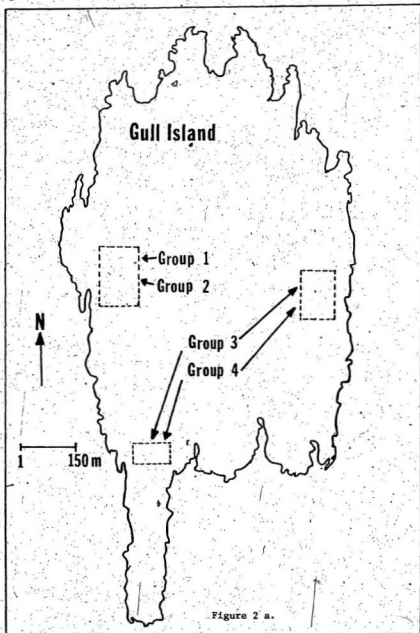 Gull Island
Group 1
Group 2
N
Group 3
Group 4
1 150 m
Figure 2 a.